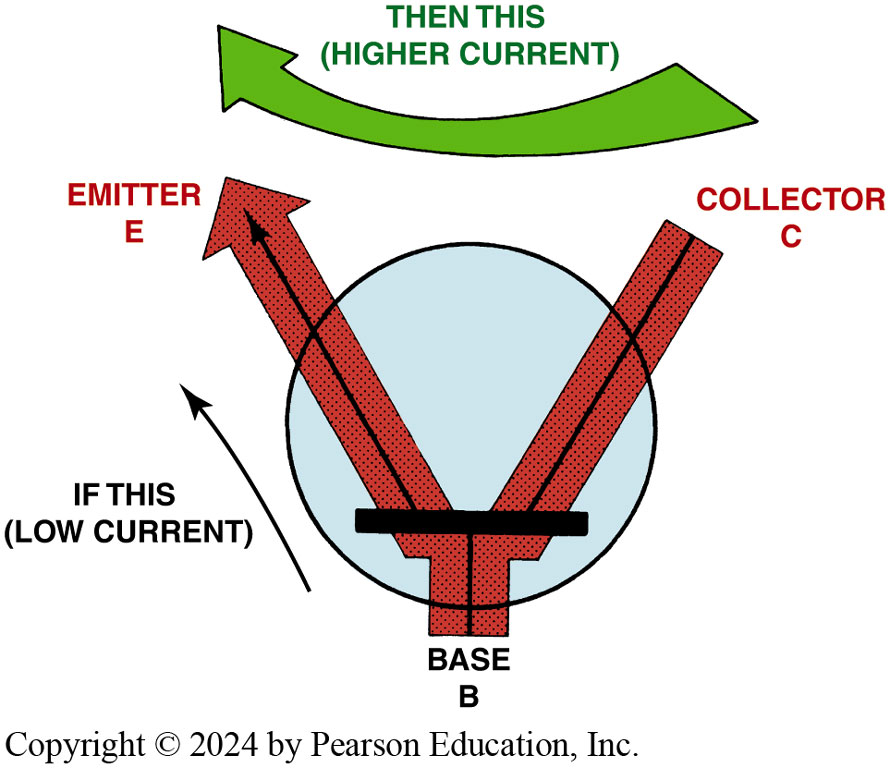 THEN THIS
(HIGHER CURRENT)
EMITTER
E
COLLECTOR
C
IF THIS
(LOW CURRENT)
BASE
B
Copyright © 2024 by Pearson Education, Inc.